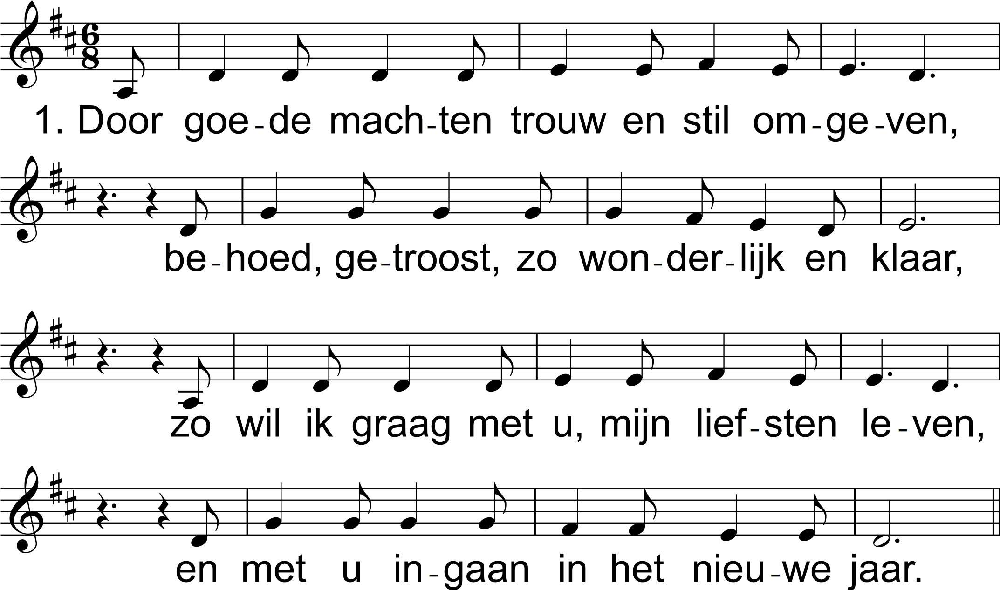 1. Door goe-de mach-ten trouw en stil om-ge-ven,
be-hoed, ge-troost, zo won-der-lijk en klaar,
zo wil ik graag met u, mijn lief-sten le-ven,
en met u in-gaan in het nieu-we jaar.